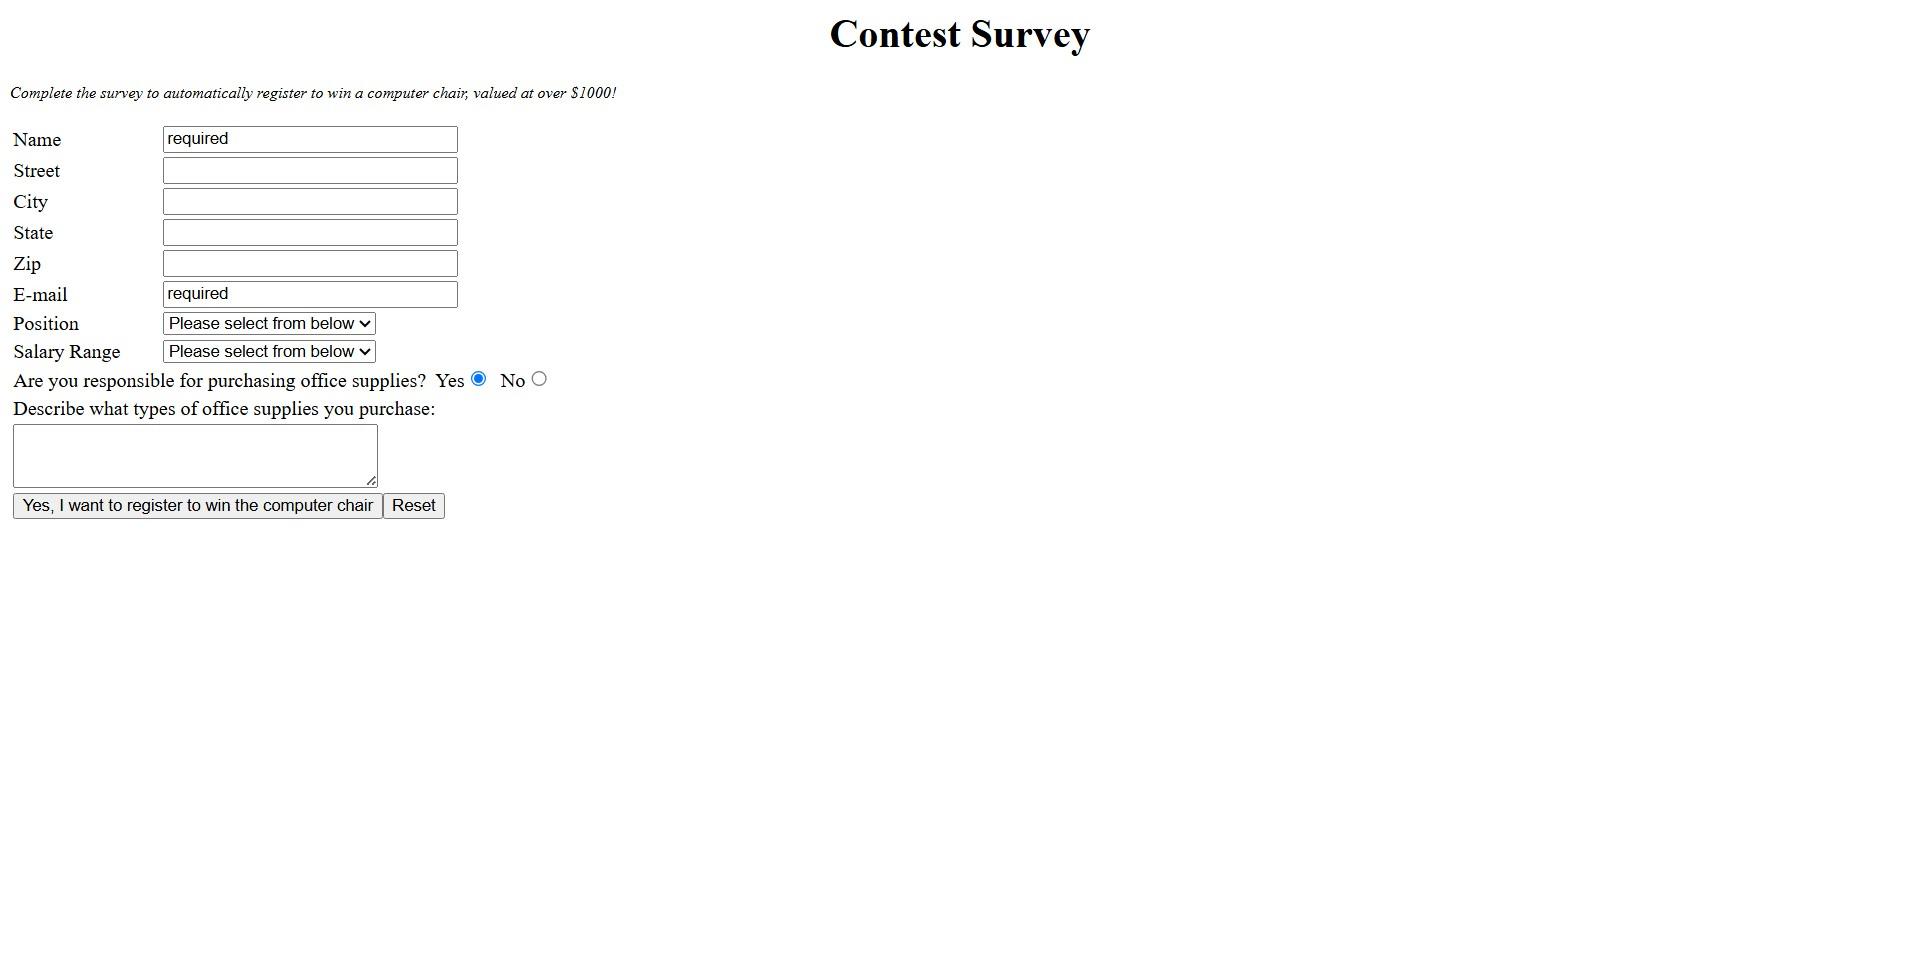 Contest Survey
Complete the survey to automatically register to win a computer chair, valued at over $1000!
Name required
Street
City
State
Zip
E-mail required
Position Please select from below
Salary Range Please select from below
Are you responsible for purchasing office supplies? Yes No
Describe what types of office supplies you purchase:
Yes, I want to register to win the computer chair Reset